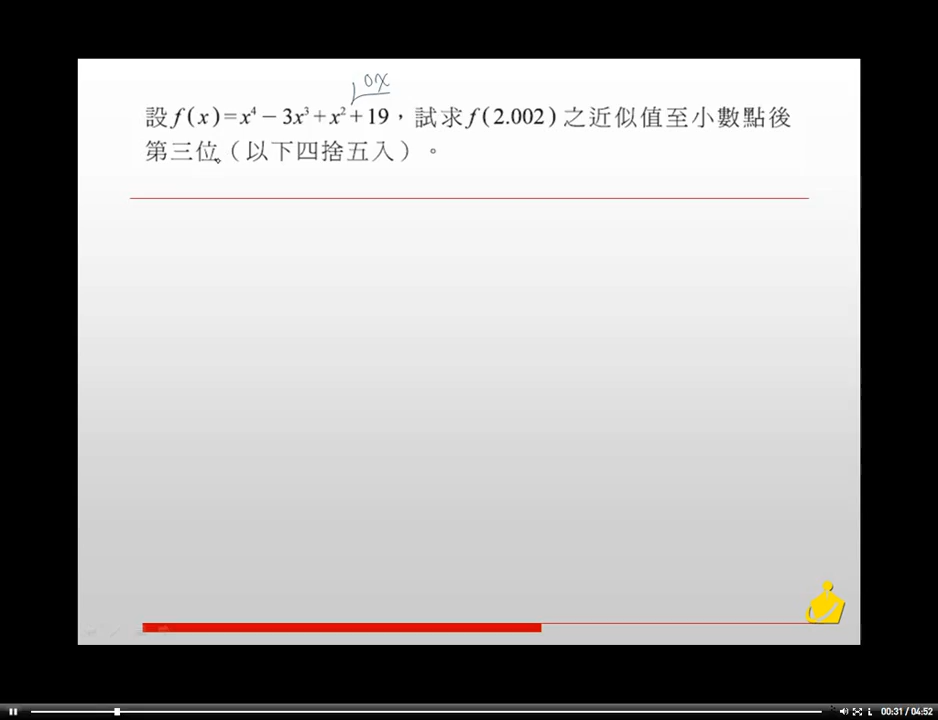 0x
設 f(x)=x⁴ − 3x³ + x² + 19，試求 f(2.002) 之近似值至小數點後
第三位（以下四捨五入）。
00:31 / 04:52